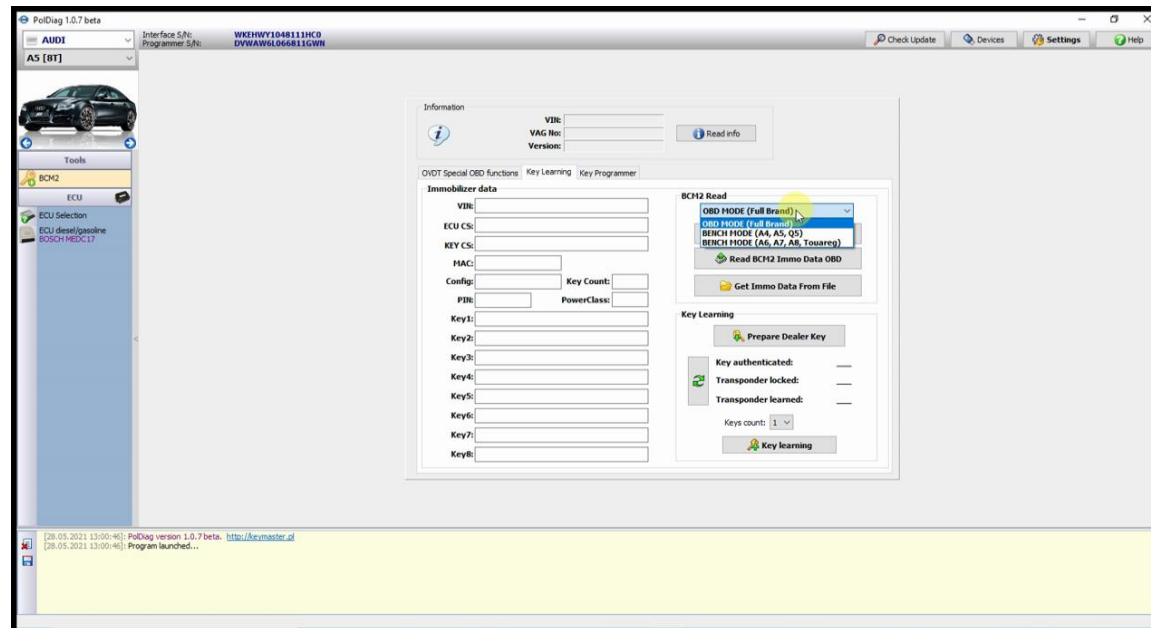 PolDiag 1.0.7 beta
AUDI
Interface S/N: WKEHWY1048111HC0
Programmer S/N: DVWAW6L066811GWN
Check Update
Devices
Settings
Help
A5 [8T]
Tools
BCM2
ECU
ECU Selection
ECU diesel/gasoline
BOSCH MEDC17
Information
VIN:
VAG No:
Version:
Read info
OVDT Special OBD functions
Key Learning
Key Programmer
Immobilizer data
VIN:
ECU CS:
KEY CS:
MAC:
Config:
Key Count:
PIN:
PowerClass:
Key1:
Key2:
Key3:
Key4:
Key5:
Key6:
Key7:
Key8:
BCM2 Read
OBD MODE (Full Brand)
OBD MODE (Full Brand)
BENCH MODE (A4, A5, Q5)
BENCH MODE (A6, A7, A8, Touareg)
Read BCM2 Immo Data OBD
Get Immo Data From File
Key Learning
Prepare Dealer Key
Key authenticated: __
Transponder locked: __
Transponder learned: __
Keys count: 1
Key learning
[28.05.2021 13:00:46]: PolDiag version 1.0.7 beta. http://keymaster.pl
[28.05.2021 13:00:46]: Program launched...